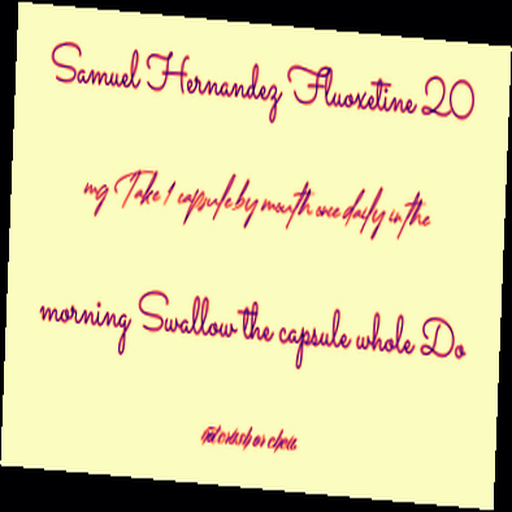 Samuel Hernandez Fluoxetine 20
mg Take 1 capsule by mouth once daily in the
morning Swallow the capsule whole Do
not crush or chew